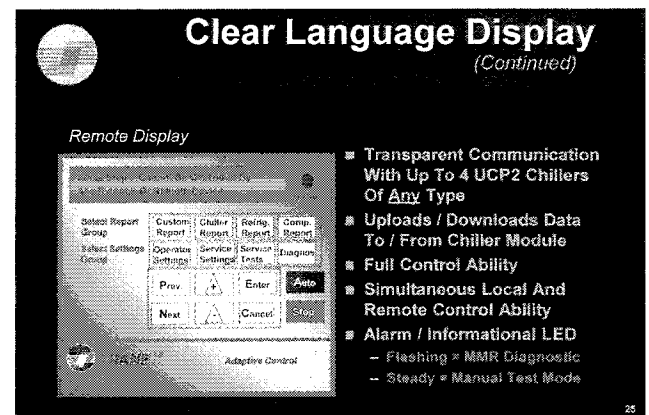 Clear Language Display
(Continued)
Remote Display
Select Report Group
Custom Report
Chiller Report
Refrig. Report
Comp. Report
Select Settings Group
Operator Settings
Service Settings
Service Tests
Diagnos
Prev.
+
Enter
Auto
Next
-
Cancel
Stop
TRANE
Adaptive Control
Transparent Communication
With Up To 4 UCP2 Chillers
Of Any Type
Uploads / Downloads Data
To / From Chiller Module
Full Control Ability
Simultaneous Local And
Remote Control Ability
Alarm / Informational LED
– Flashing = MMR Diagnostic
– Steady = Manual Test Mode
25